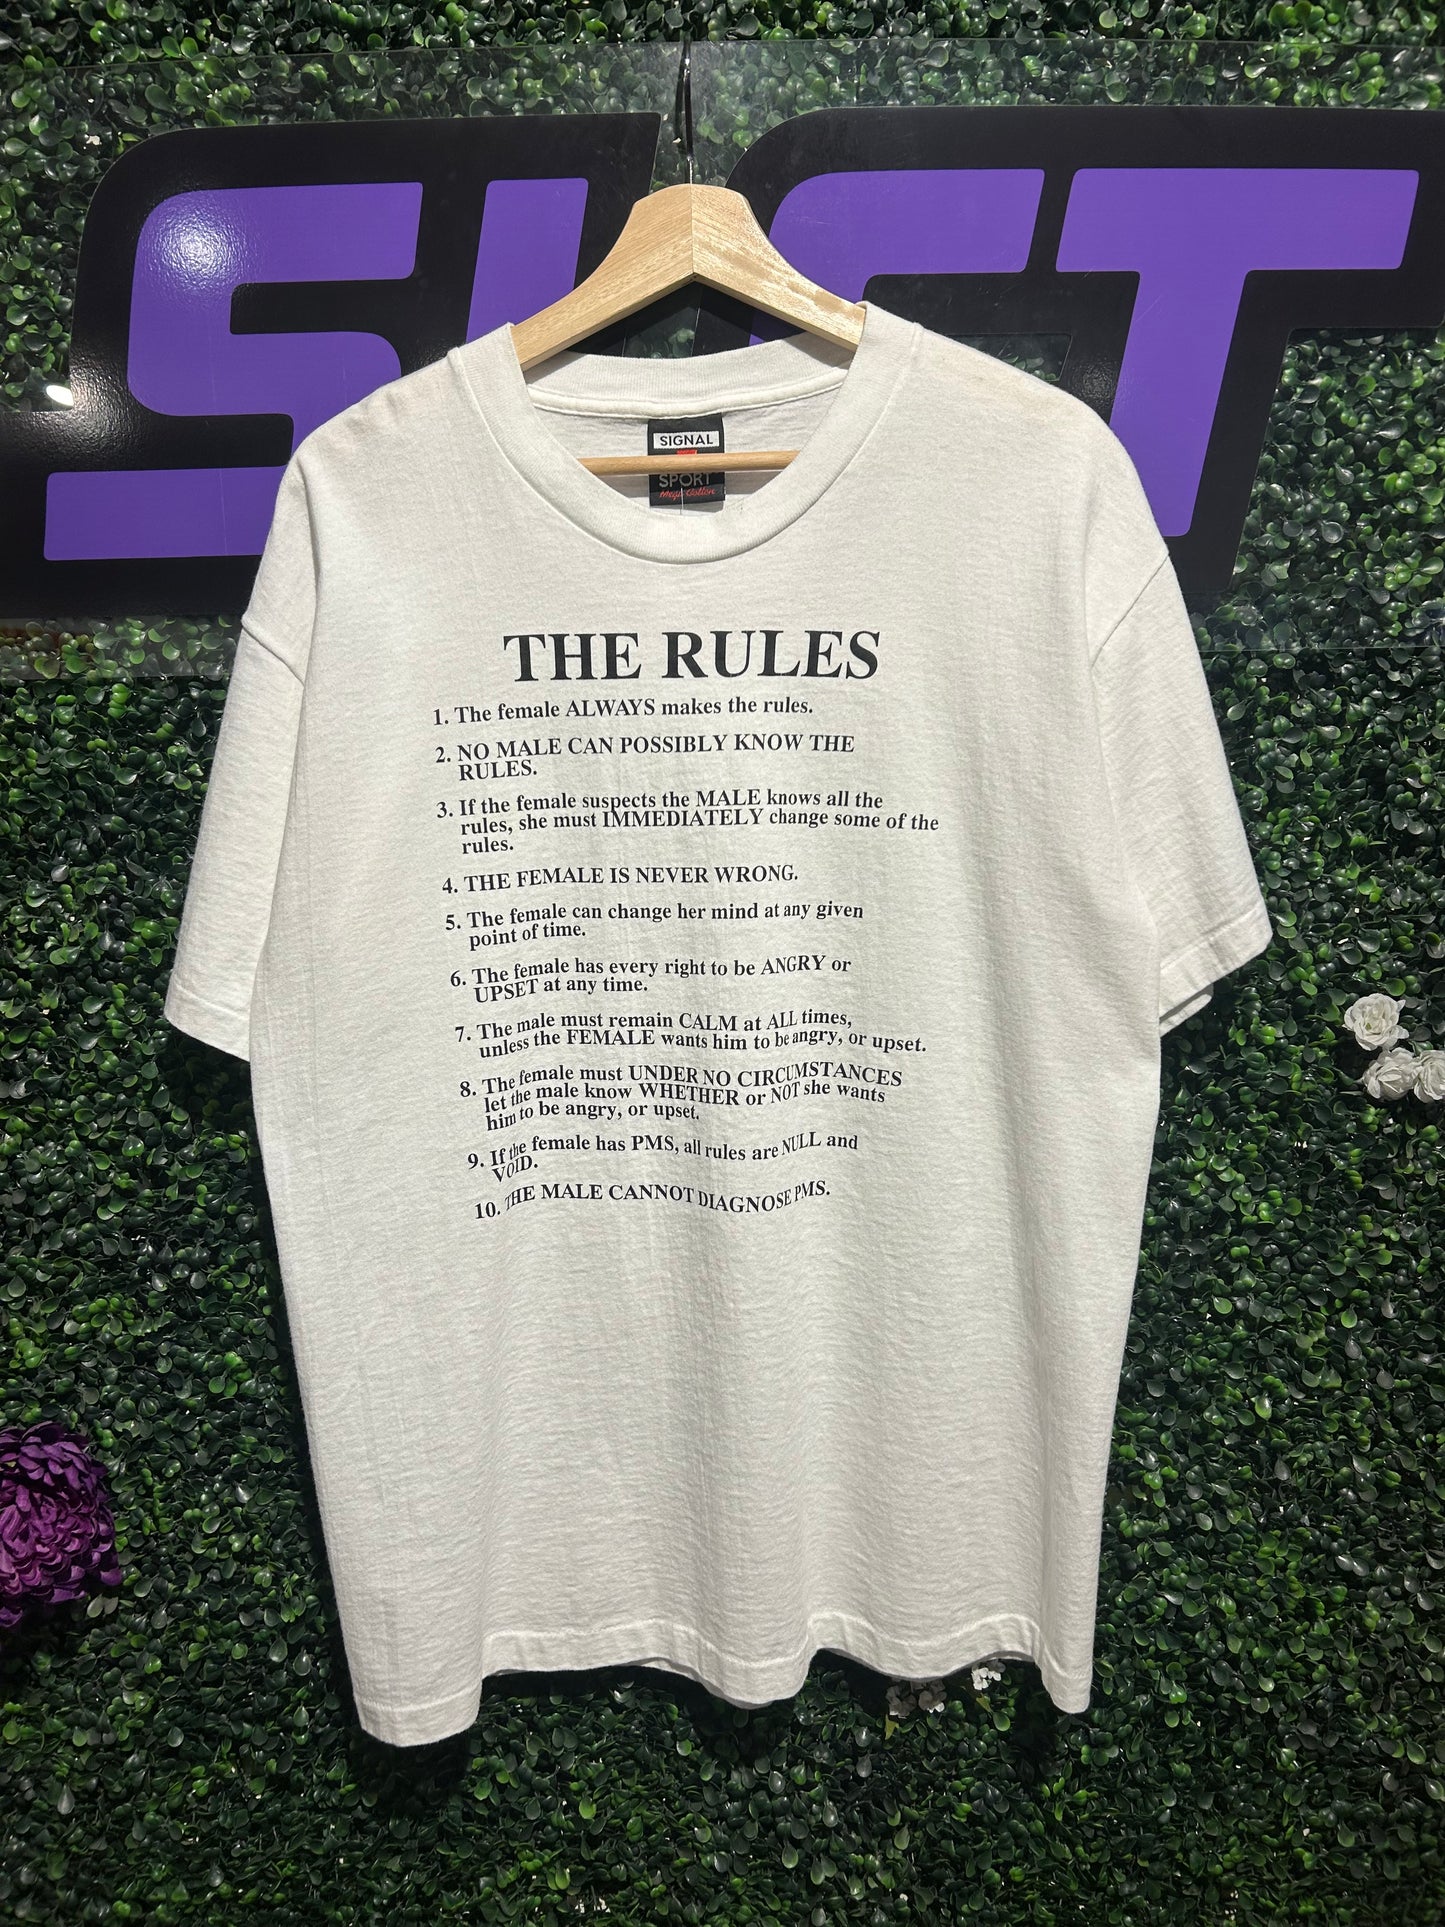 SLST
SIGNAL
SPORT
THE RULES
1. The female ALWAYS makes the rules.
2. NO MALE CAN POSSIBLY KNOW THE
RULES.
3. If the female suspects the MALE knows all the
rules, she must IMMEDIATELY change some of the
rules.
4. THE FEMALE IS NEVER WRONG.
5. The female can change her mind at any given
point of time.
6. The female has every right to be ANGRY or
UPSET at any time.
7. The male must remain CALM at ALL times,
unless the FEMALE wants him to be angry, or upset.
8. The female must UNDER NO CIRCUMSTANCES
let the male know WHETHER or NOT she wants
him to be angry, or upset.
9. If the female has PMS, all rules are NULL and
VOID.
10. THE MALE CANNOT DIAGNOSE PMS.